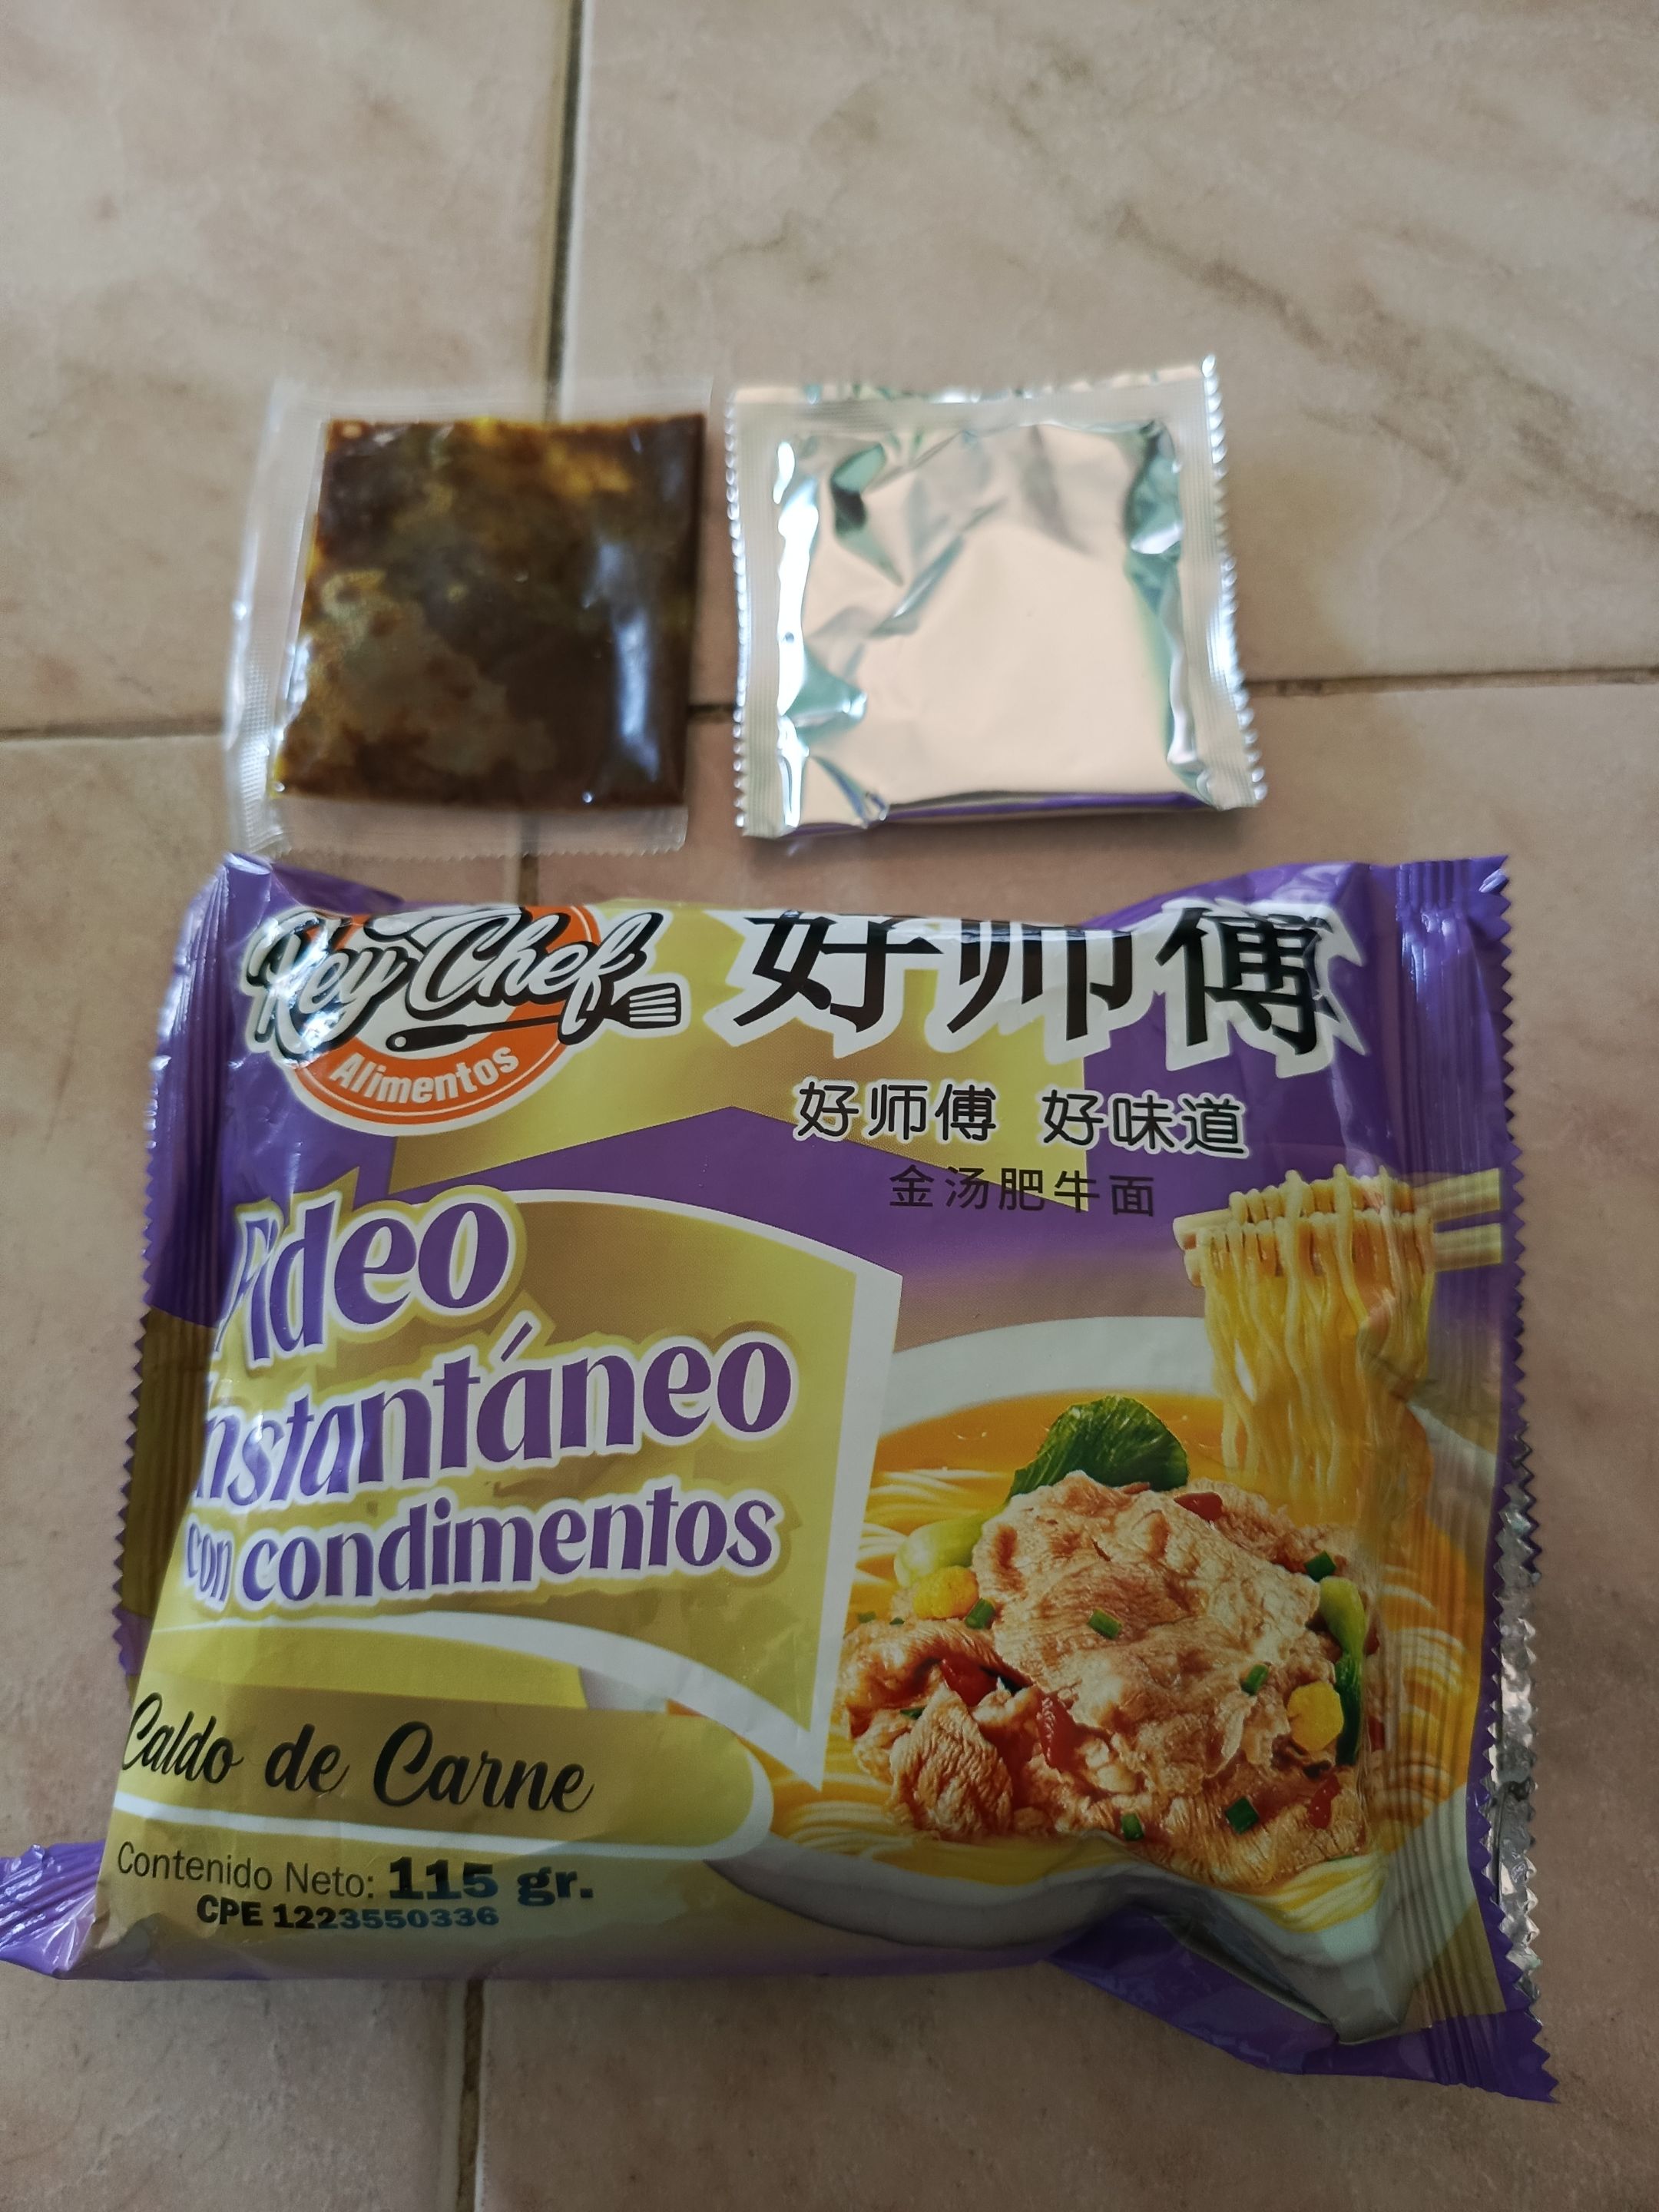 Key Chef
Alimentos
好师傅
好师傅 好味道
金汤肥牛面
Fideo
Instantáneo
con condimentos
Caldo de Carne
Contenido Neto: 115 gr.
CPE 1223550336